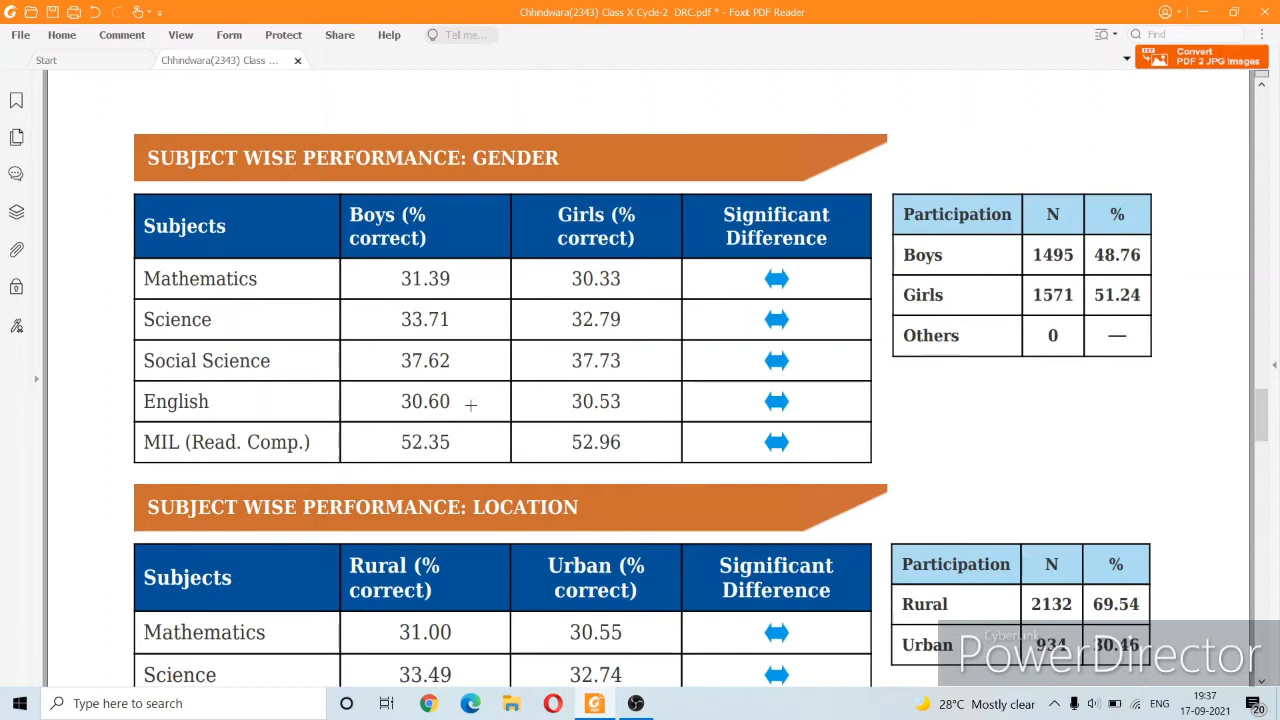 Chhindwara(2343) Class X Cycle-2 DRC.pdf * - Foxit PDF Reader
File Home Comment View Form Protect Share Help Tell me... Find
Start Chhindwara(2343) Class ... Convert
PDF 2 JPG Images
SUBJECT WISE PERFORMANCE: GENDER
Subjects Boys (% correct) Girls (% correct) Significant Difference
Mathematics 31.39 30.33
Science 33.71 32.79
Social Science 37.62 37.73
English 30.60 30.53
MIL (Read. Comp.) 52.35 52.96
Participation N %
Boys 1495 48.76
Girls 1571 51.24
Others 0 —
SUBJECT WISE PERFORMANCE: LOCATION
Subjects Rural (% correct) Urban (% correct) Significant Difference
Mathematics 31.00 30.55
Science 33.49 32.74
Participation N %
Rural 2132 69.54
Urban 934 30.46
CyberLink
PowerDirector
Type here to search 28°C Mostly clear ENG 19:37
17-09-2021 20